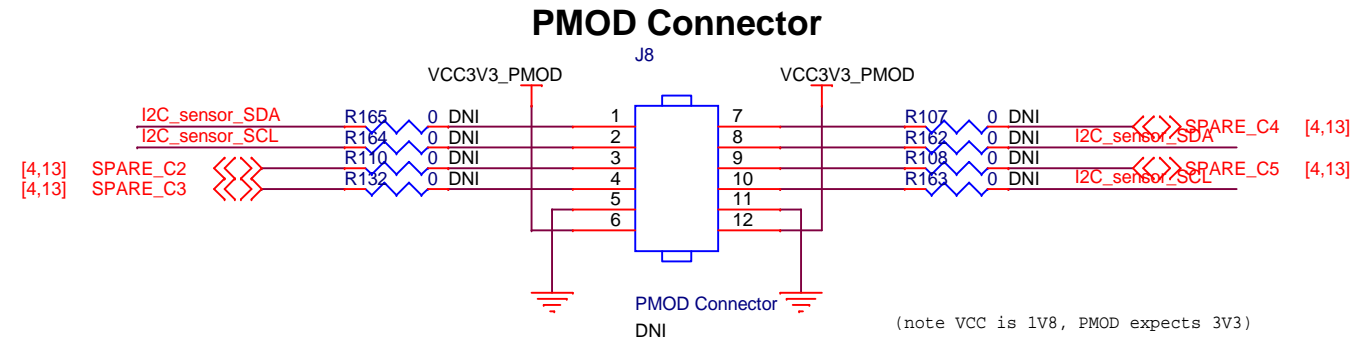 PMOD Connector
J8
VCC3V3_PMOD VCC3V3_PMOD
I2C_sensor_SDA R165 0 DNI 1 7 R107 0 DNI SPARE_C4 [4,13]
I2C_sensor_SCL R164 0 DNI 2 8 R162 0 DNI I2C_sensor_SDA
[4,13] SPARE_C2 R110 0 DNI 3 9 R108 0 DNI SPARE_C5 [4,13]
[4,13] SPARE_C3 R132 0 DNI 4 10 R163 0 DNI I2C_sensor_SCL
5 11
6 12
PMOD Connector
DNI
(note VCC is 1V8, PMOD expects 3V3)